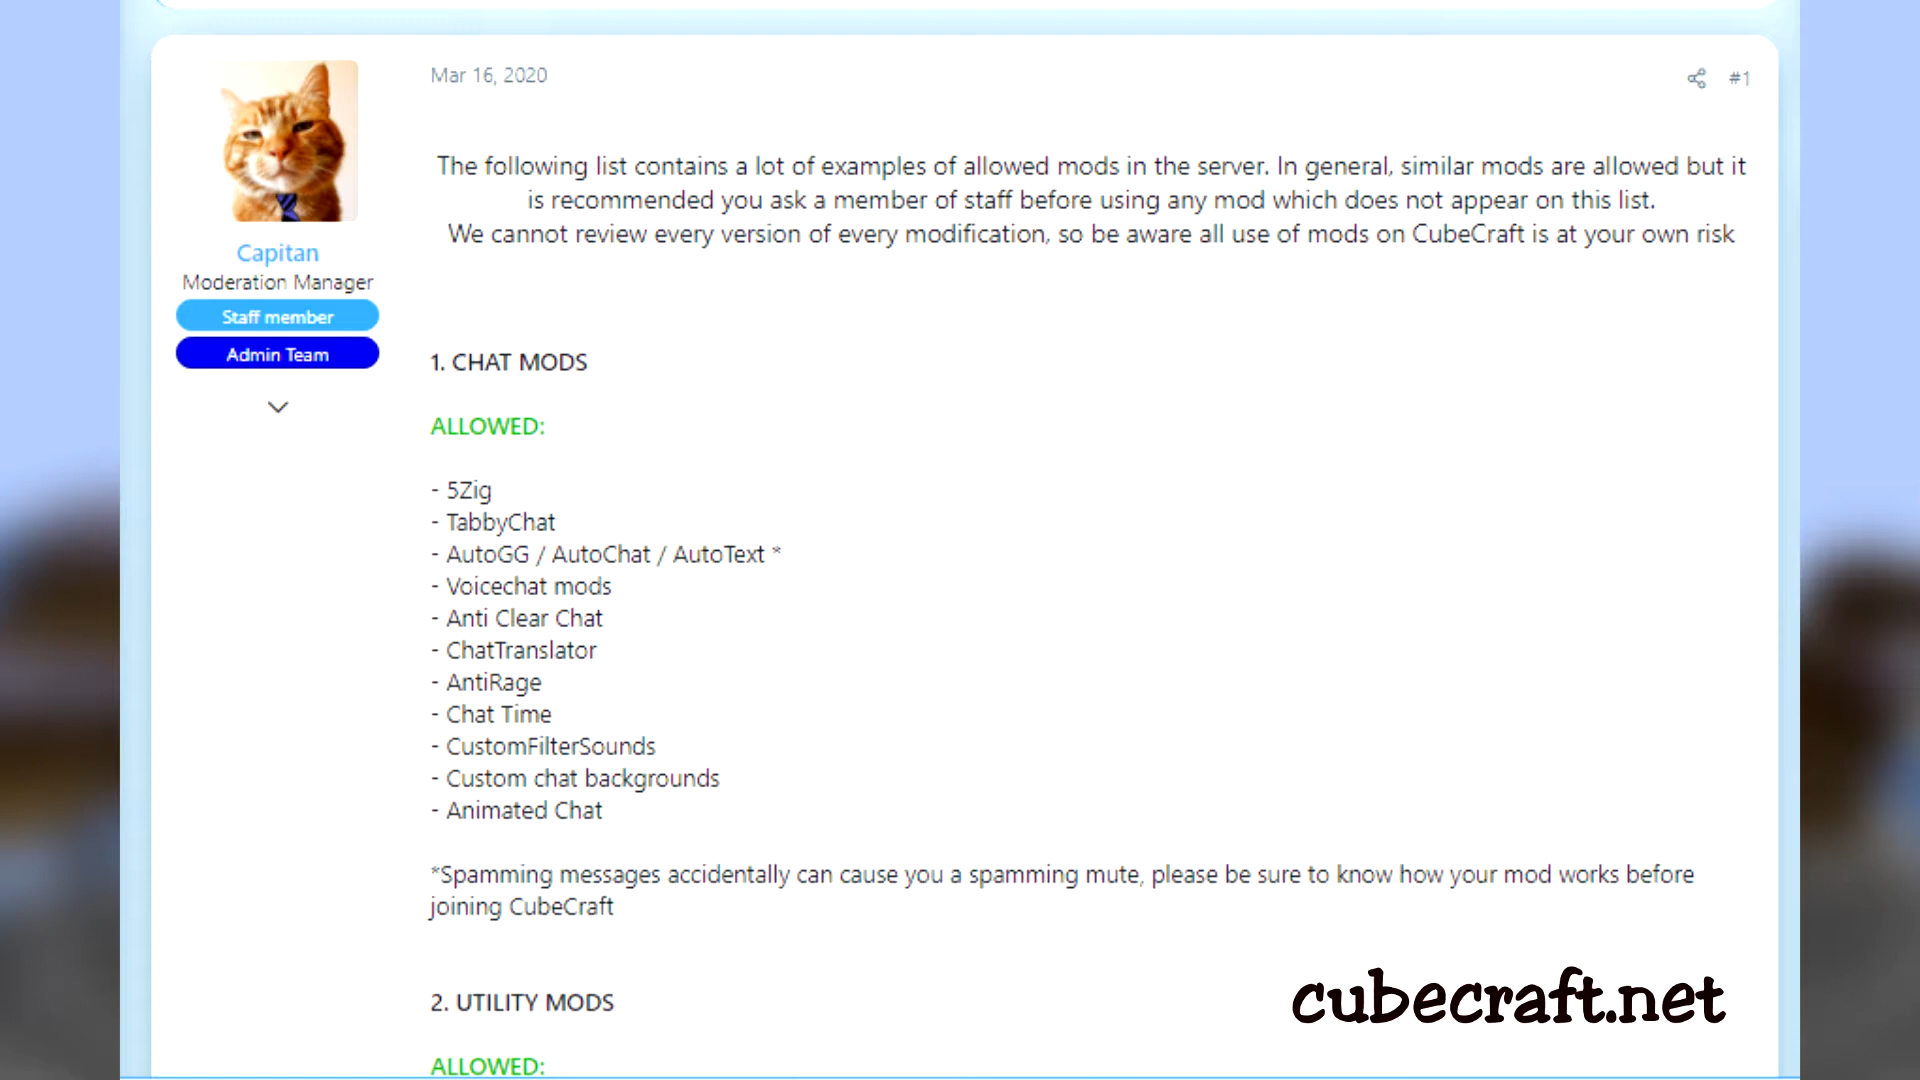 Mar 16, 2020
#1
The following list contains a lot of examples of allowed mods in the server. In general, similar mods are allowed but it
is recommended you ask a member of staff before using any mod which does not appear on this list.
We cannot review every version of every modification, so be aware all use of mods on CubeCraft is at your own risk
Capitan
Moderation Manager
Staff member
Admin Team
1. CHAT MODS
ALLOWED:
- 5Zig
- TabbyChat
- AutoGG / AutoChat / AutoText *
- Voicechat mods
- Anti Clear Chat
- ChatTranslator
- AntiRage
- Chat Time
- CustomFilterSounds
- Custom chat backgrounds
- Animated Chat
*Spamming messages accidentally can cause you a spamming mute, please be sure to know how your mod works before
joining CubeCraft
2. UTILITY MODS
ALLOWED:
cubecraft.net